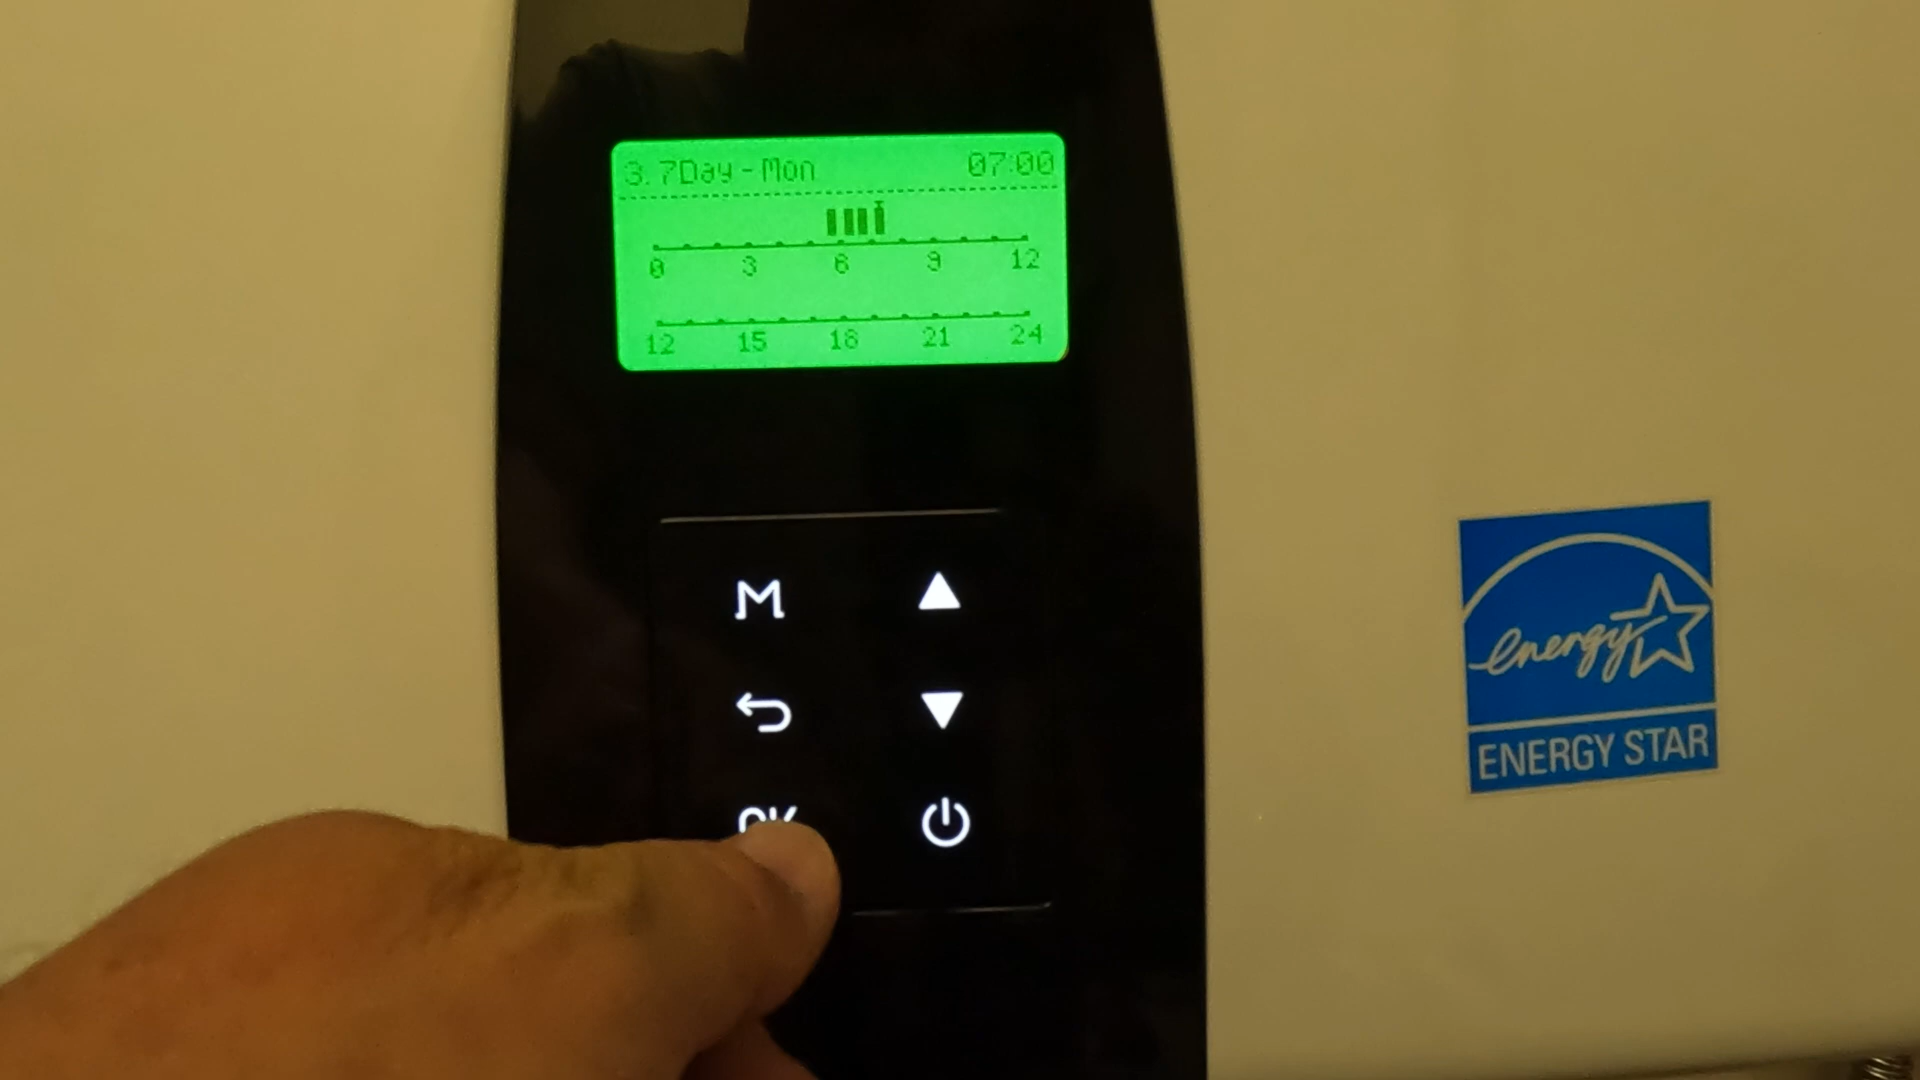 3. 7Day - Mon 07:00
0 3 6 9 12
12 15 18 21 24
M
OK
energy
ENERGY STAR